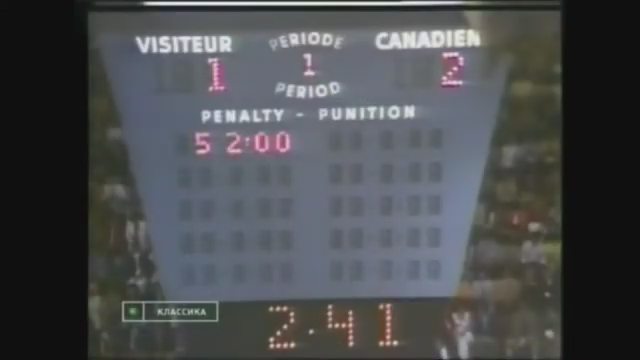 VISITEUR PERIODE CANADIEN
1 1 2
PERIOD
PENALTY - PUNITION
5 2:00
КЛАССИКА
2.41